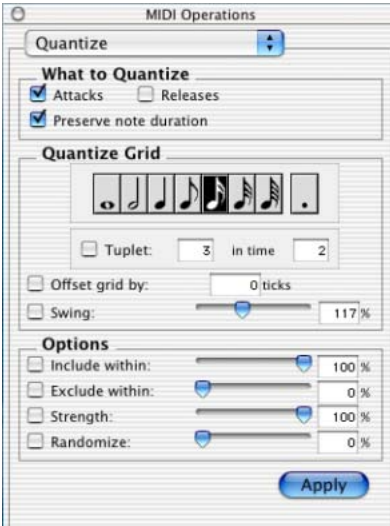 MIDI Operations
Quantize
What to Quantize
Attacks Releases
Preserve note duration
Quantize Grid
Tuplet: 3 in time 2
Offset grid by: 0 ticks
Swing: 117 %
Options
Include within: 100 %
Exclude within: 0 %
Strength: 100 %
Randomize: 0 %
Apply